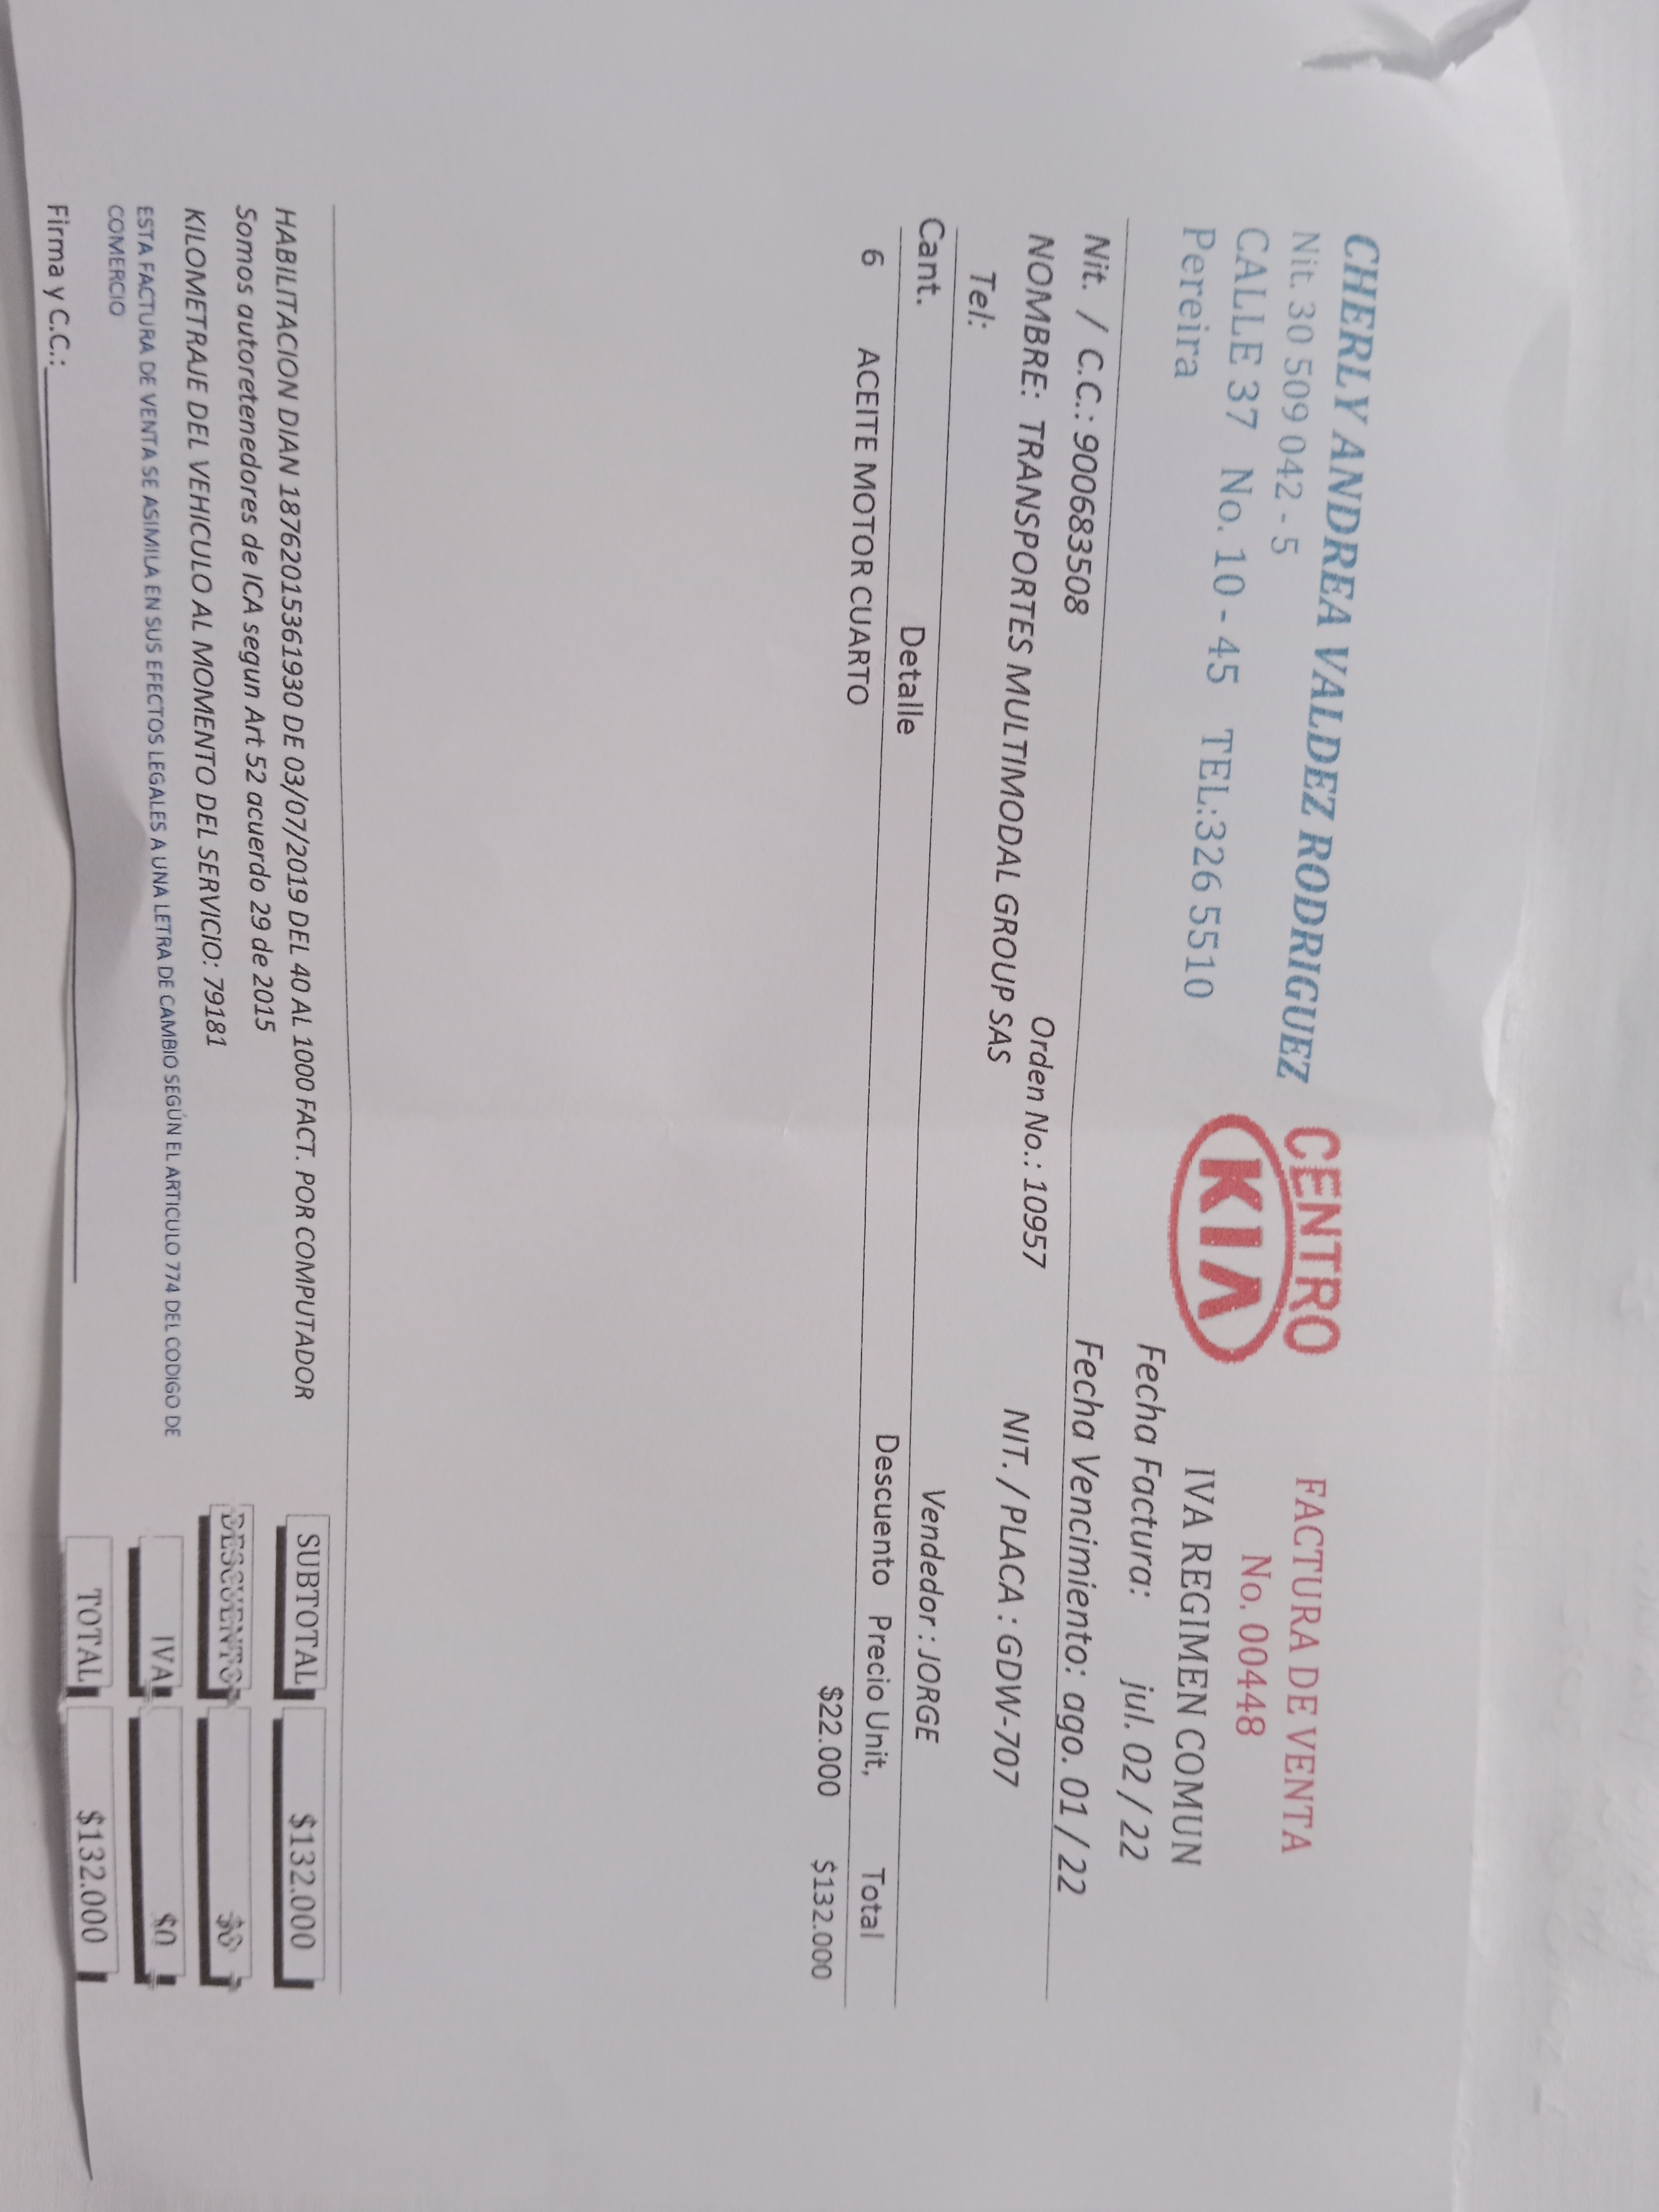 CHERLY ANDREA VALDEZ RODRIGUEZ
Nit. 30 509 042 - 5
CALLE 37 No. 10 - 45 TEL:326 5510
Pereira
CENTRO
KIA
FACTURA DE VENTA
No. 00448
IVA REGIMEN COMUN
Fecha Factura: jul. 02 / 22
Nit. / C.C.: 900683508 Fecha Vencimiento: ago. 01 / 22
Orden No.: 10957
NOMBRE: TRANSPORTES MULTIMODAL GROUP SAS NIT. / PLACA : GDW-707
Tel: Vendedor : JORGE
Cant. Detalle Descuento Precio Unit, Total
6 ACEITE MOTOR CUARTO $22.000 $132.000
HABILITACION DIAN 18762015361930 DE 03/07/2019 DEL 40 AL 1000 FACT. POR COMPUTADOR
Somos autoretenedores de ICA segun Art 52 acuerdo 29 de 2015
KILOMETRAJE DEL VEHICULO AL MOMENTO DEL SERVICIO: 79181
ESTA FACTURA DE VENTA SE ASIMILA EN SUS EFECTOS LEGALES A UNA LETRA DE CAMBIO SEGÚN EL ARTICULO 774 DEL CODIGO DE
COMERCIO
Firma y C.C.:
SUBTOTAL $132.000
DESCUENTO $0
IVA $0
TOTAL $132.000